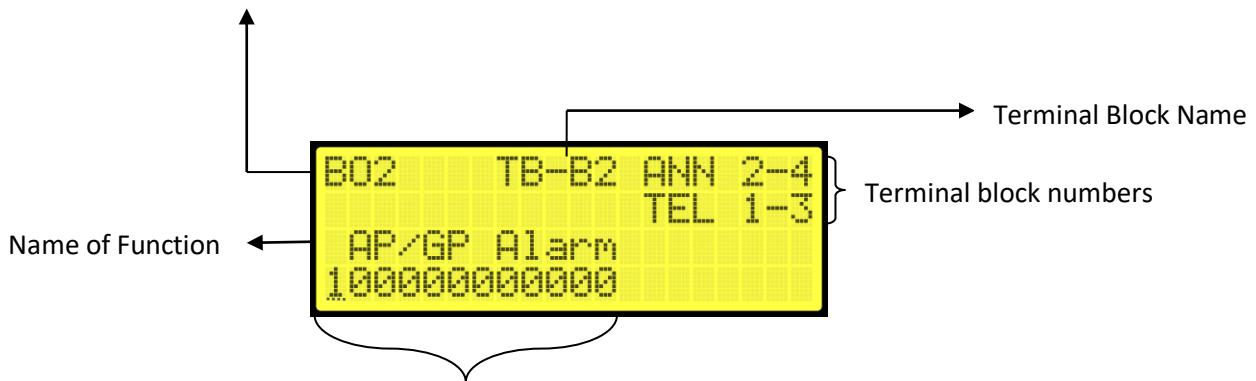 Terminal Block Name
BO2 TB-B2 ANN 2-4
TEL 1-3
Terminal block numbers
Name of Function
AP/GP Alarm
100000000000